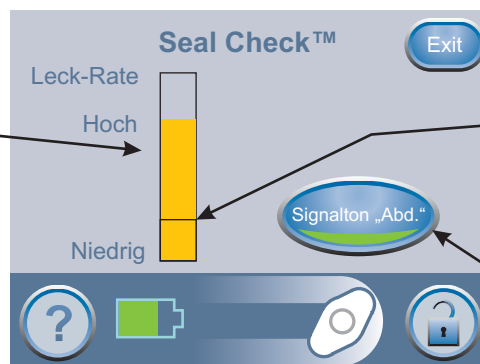 Seal Check™
Exit
Leck-Rate
Hoch
Signalton „Abd.“
Niedrig
?